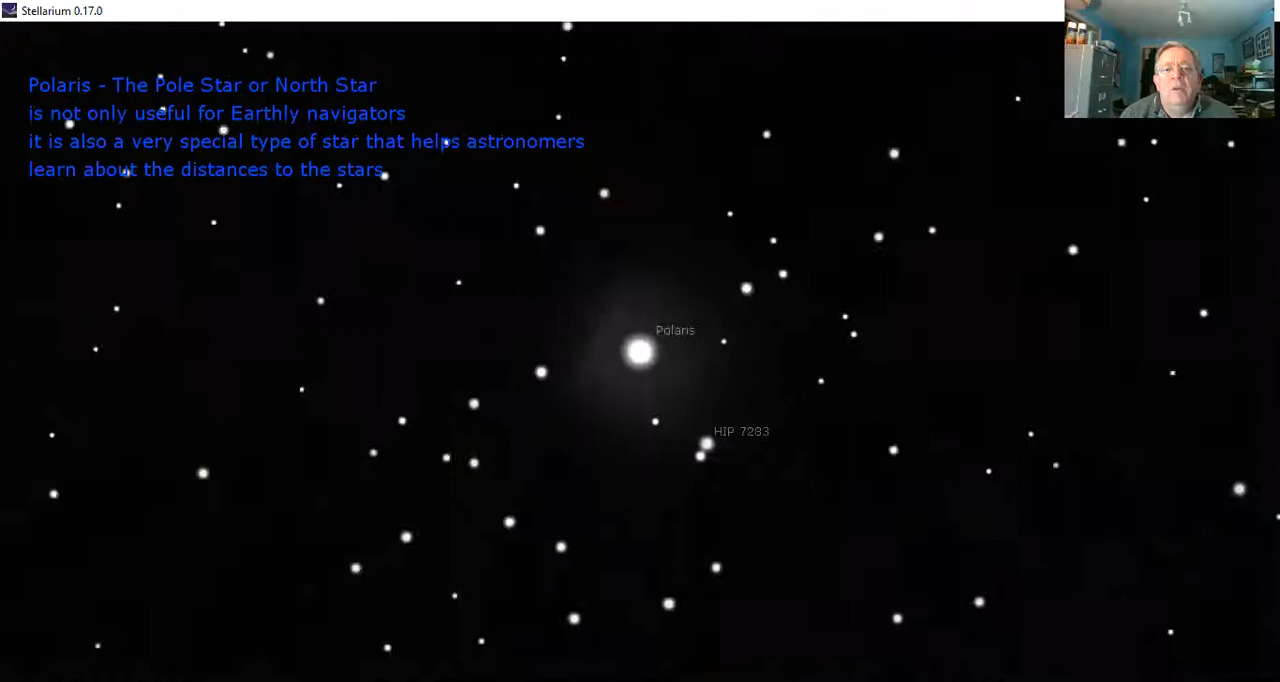 Stellarium 0.17.0
Polaris - The Pole Star or North Star
is not only useful for Earthly navigators
it is also a very special type of star that helps astronomers
learn about the distances to the stars
Polaris
HIP 7283